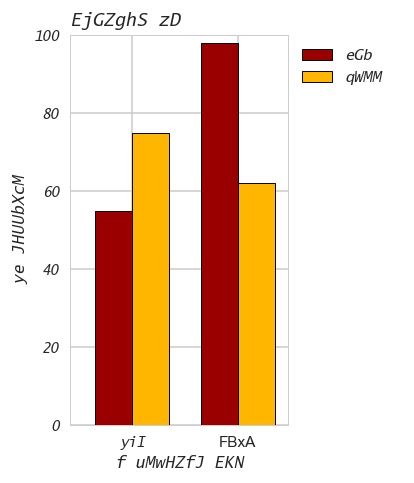 EjGZghS zD
100
80
60
40
20
0
ye JHUUbXcM
yiI
FBxA
f uMwHZfJ EKN
eGb
qWMM